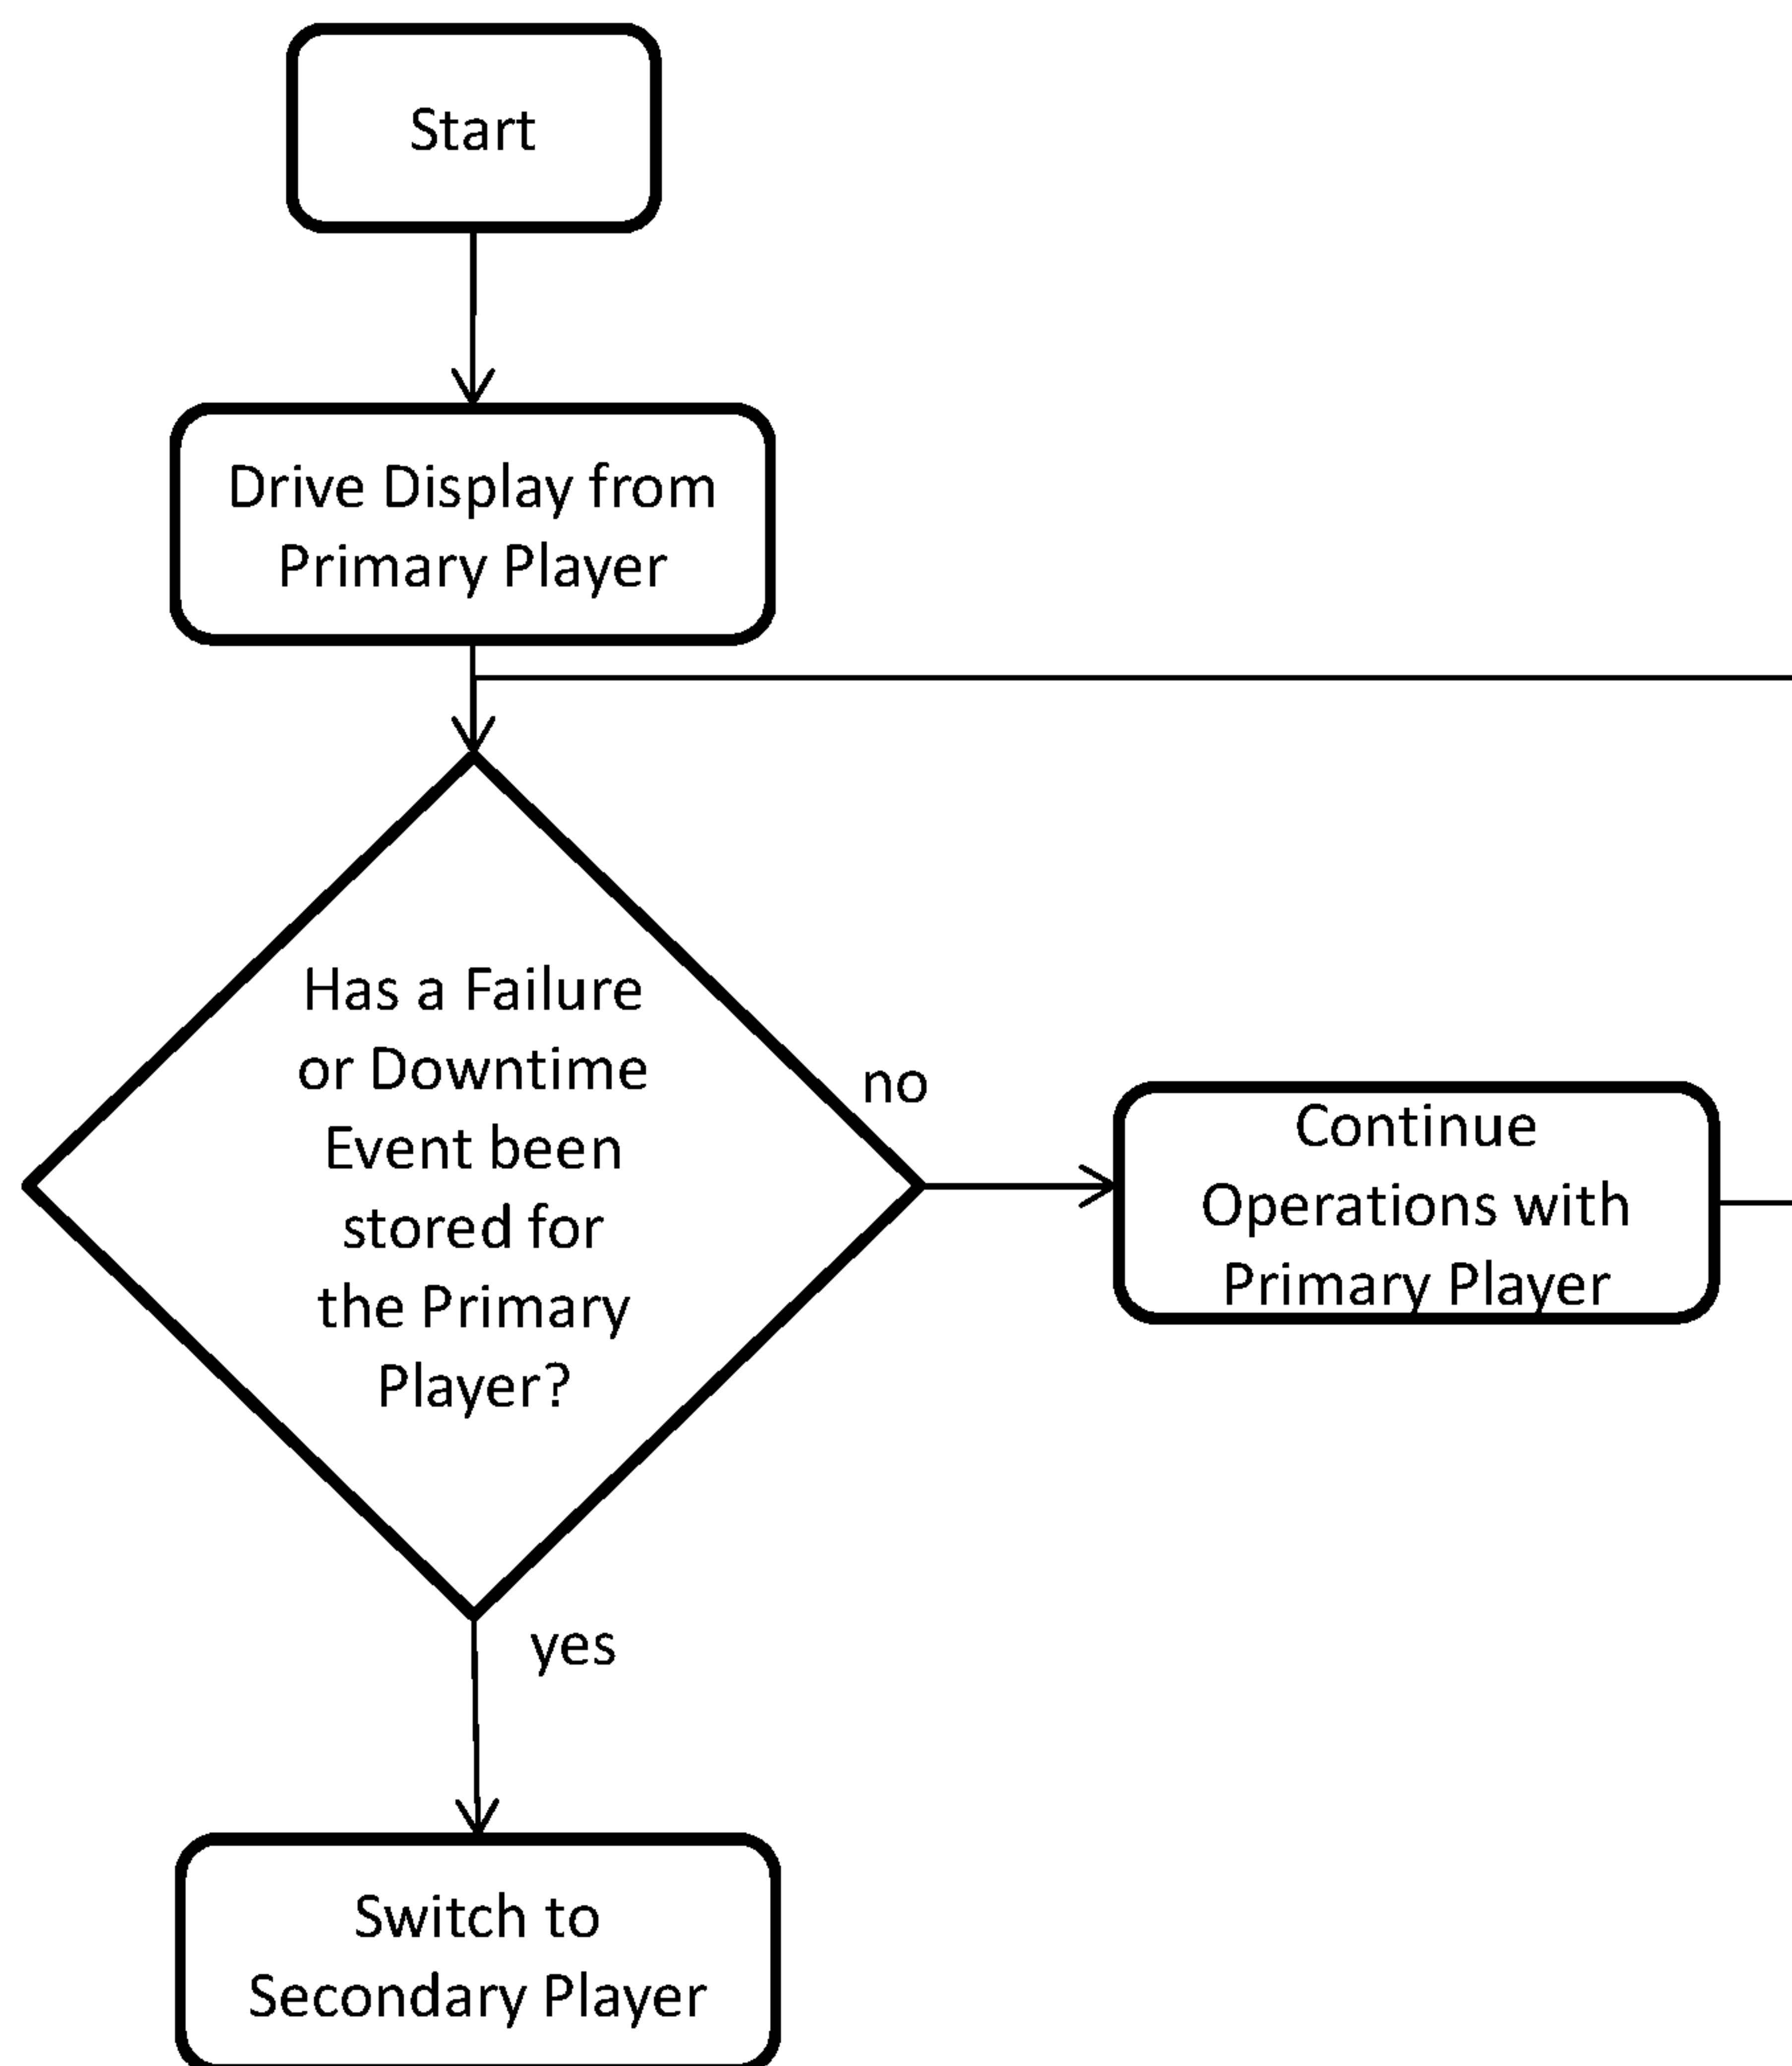 Start
Drive Display from
Primary Player
Has a Failure
or Downtime
Event been
stored for
the Primary
Player?
no
Continue
Operations with
Primary Player
yes
Switch to
Secondary Player